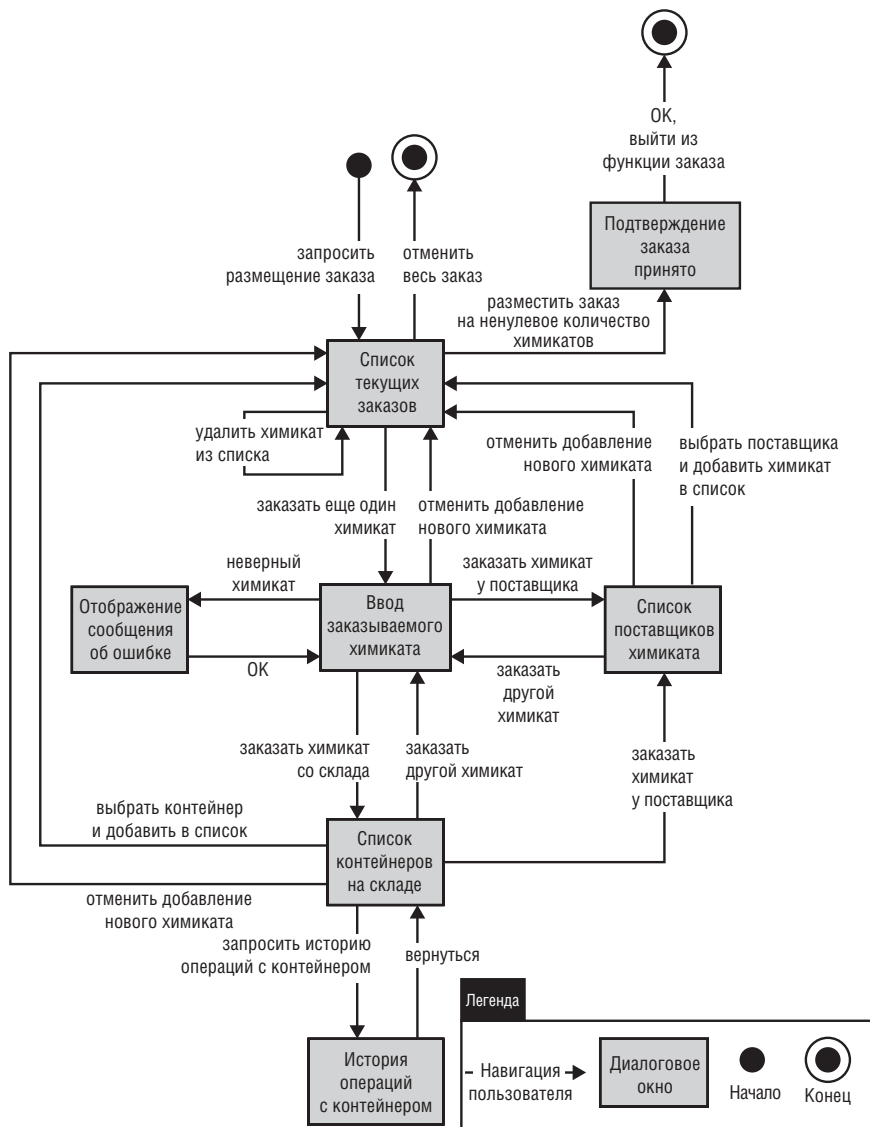 OK,
выйти из
функции заказа
Подтверждение
заказа
принято
запросить
размещение заказа
отменить
весь заказ
разместить заказ
на ненулевое количество
химикатов
Список
текущих
заказов
удалить химикат
из списка
отменить добавление
нового химиката
выбрать поставщика
и добавить химикат
в список
заказать еще один
химикат
отменить добавление
нового химиката
неверный
химикат
заказать химикат
у поставщика
Отображение
сообщения
об ошибке
Ввод
заказываемого
химиката
Список
поставщиков
химиката
OK
заказать
другой
химикат
заказать химикат
со склада
заказать
другой химикат
заказать
химикат
у поставщика
выбрать контейнер
и добавить в список
Список
контейнеров
на складе
отменить добавление
нового химиката
запросить историю
операций с контейнером
вернуться
История
операций
с контейнером
Легенда
Навигация
пользователя
Диалоговое
окно
Начало
Конец